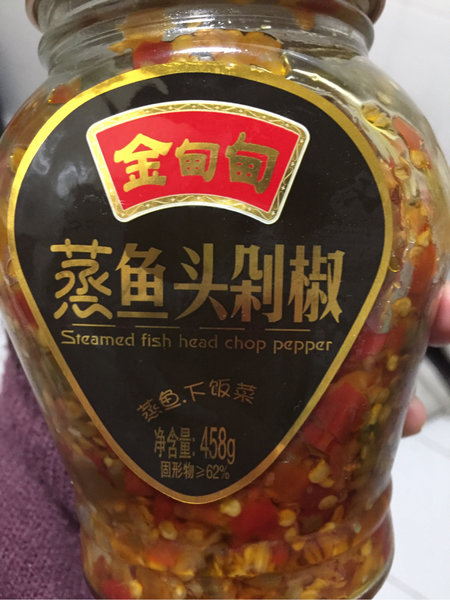 金甸甸
蒸鱼头剁椒
Steamed fish head chop pepper
蒸鱼.下饭菜
净含量: 458g
固形物≥62%